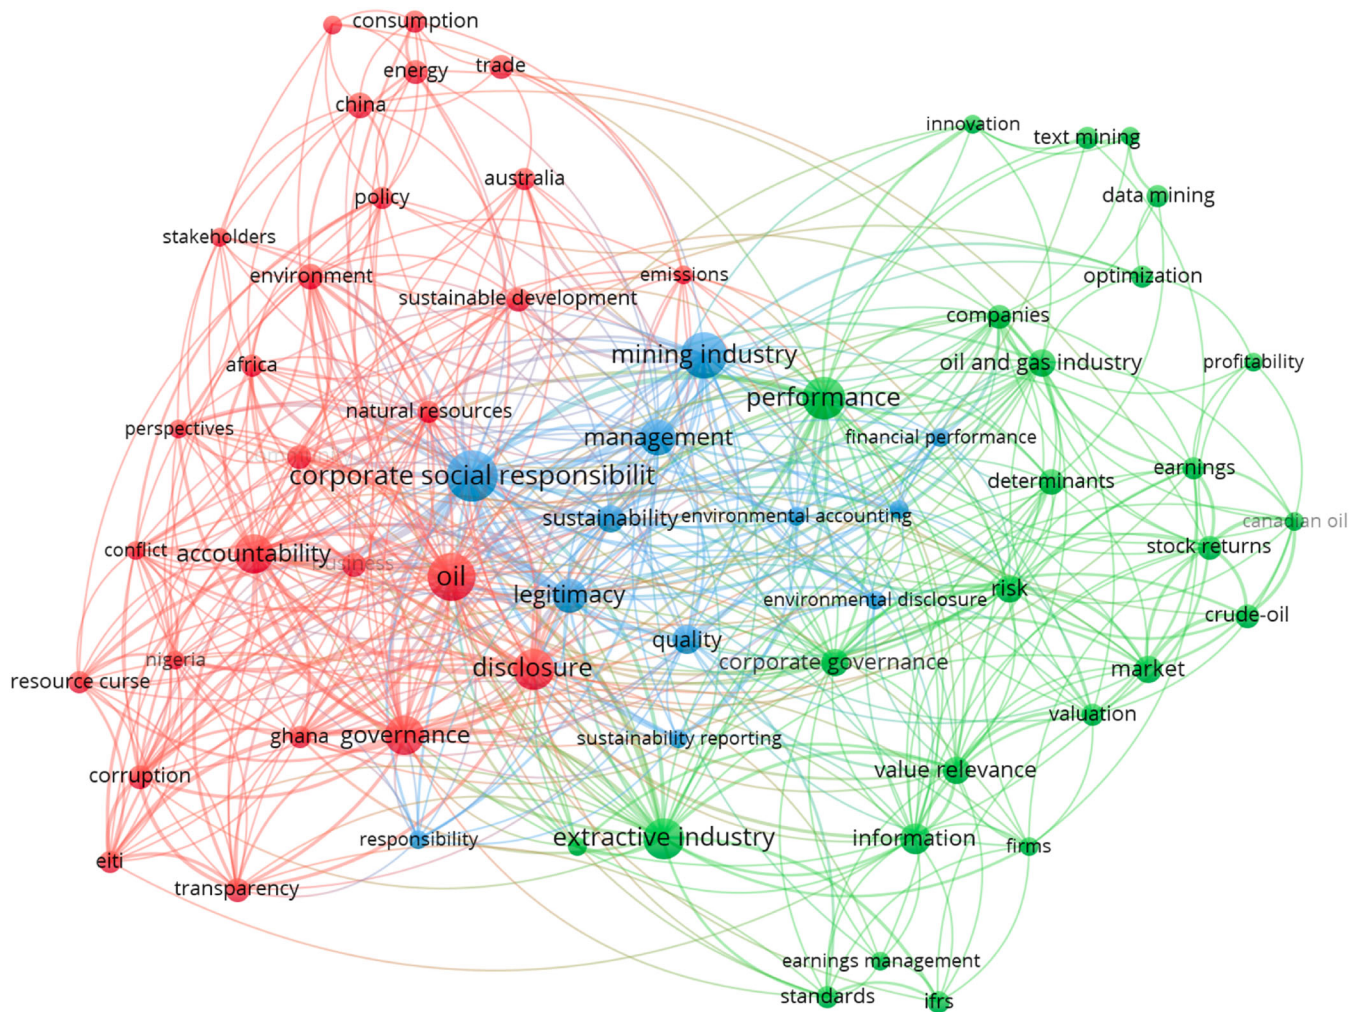 consumption
energy
trade
china
innovation
text mining
australia
policy
data mining
stakeholders
environment
emissions
optimization
sustainable development
companies
mining industry
oil and gas industry
profitability
africa
performance
natural resources
perspectives
management
financial performance
corporate social responsibilit
earnings
determinants
sustainability
environmental accounting
canadian oil
conflict
accountability
stock returns
business
oil
legitimacy
environmental disclosure
risk
crude-oil
quality
nigeria
disclosure
corporate governance
market
resource curse
valuation
ghana
governance
sustainability reporting
corruption
value relevance
responsibility
extractive industry
information
firms
eiti
transparency
earnings management
standards
ifrs